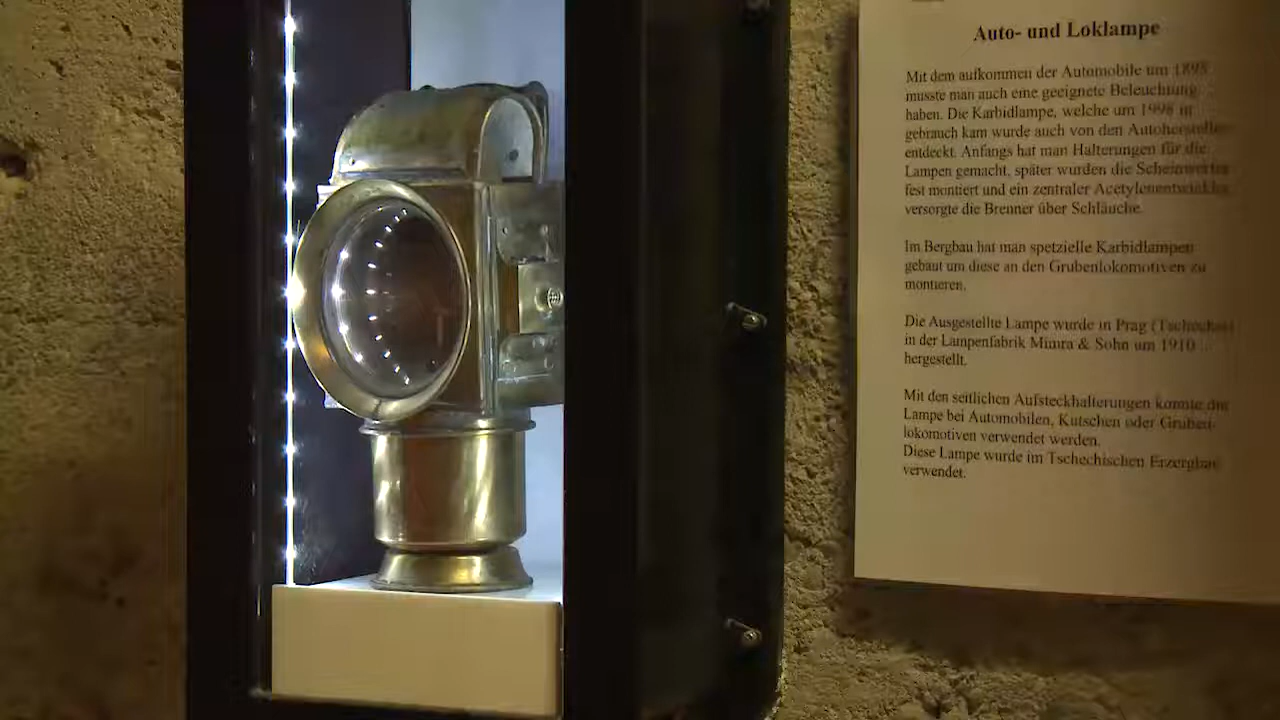 Auto- und Loklampe
Mit dem aufkommen der Automobile um 1898
musste man auch eine geeignete Beleuchtung
haben. Die Karbidlampe, welche um 1998 in
gebrauch kam wurde auch von den Autohersteller
entdeckt. Anfangs hat man Halterungen für die
Lampen gemacht, später wurden die Scheinwerfer
fest montiert und ein zentraler Acetylenentwickler
versorgte die Brenner über Schläuche.
Im Bergbau hat man spetzielle Karbidlampen
gebaut um diese an den Grubenlokomotiven zu
montieren.
Die Ausgestellte Lampe wurde in Prag (Tschechei)
in der Lampenfabrik Mimra & Sohn um 1910
hergestellt.
Mit den seitlichen Aufsteckhalterungen konnte die
Lampe bei Automobilen, Kutschen oder Gruben-
lokomotiven verwendet werden.
Diese Lampe wurde im Tschechischen Erzergbau
verwendet.